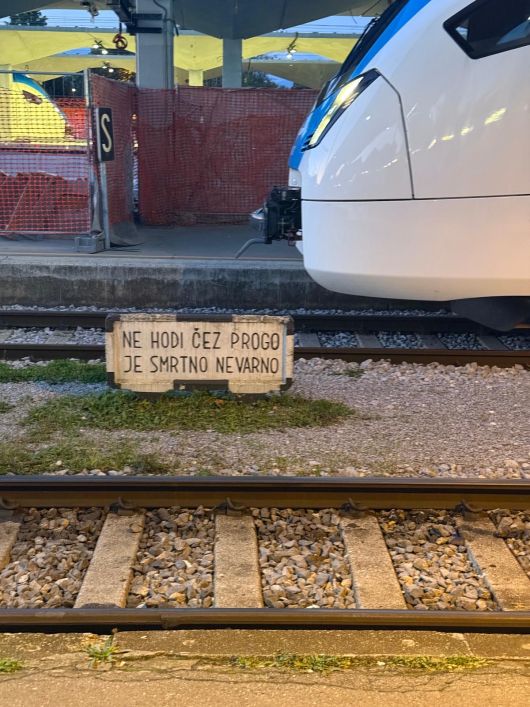 S
NE HODI ČEZ PROGO
JE SMRTNO NEVARNO